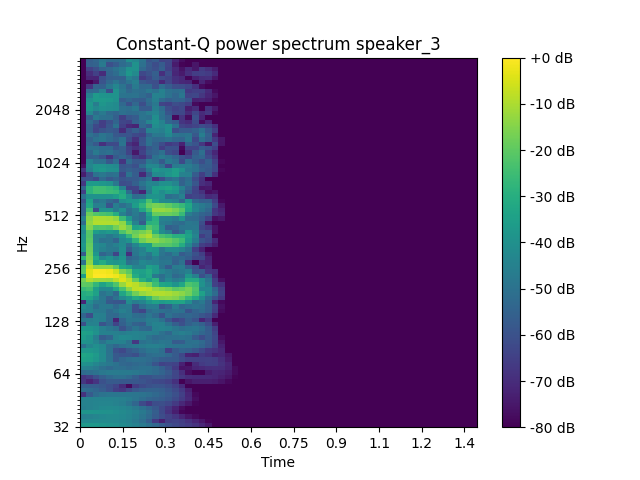 Constant-Q power spectrum speaker_3
+0 dB
2048
-10 dB
-20 dB
1024
-30 dB
512
Hz
-40 dB
256
-50 dB
128
-60 dB
64
-70 dB
32
-80 dB
0 0.15 0.3 0.45 0.6 0.75 0.9 1.1 1.2 1.4
Time